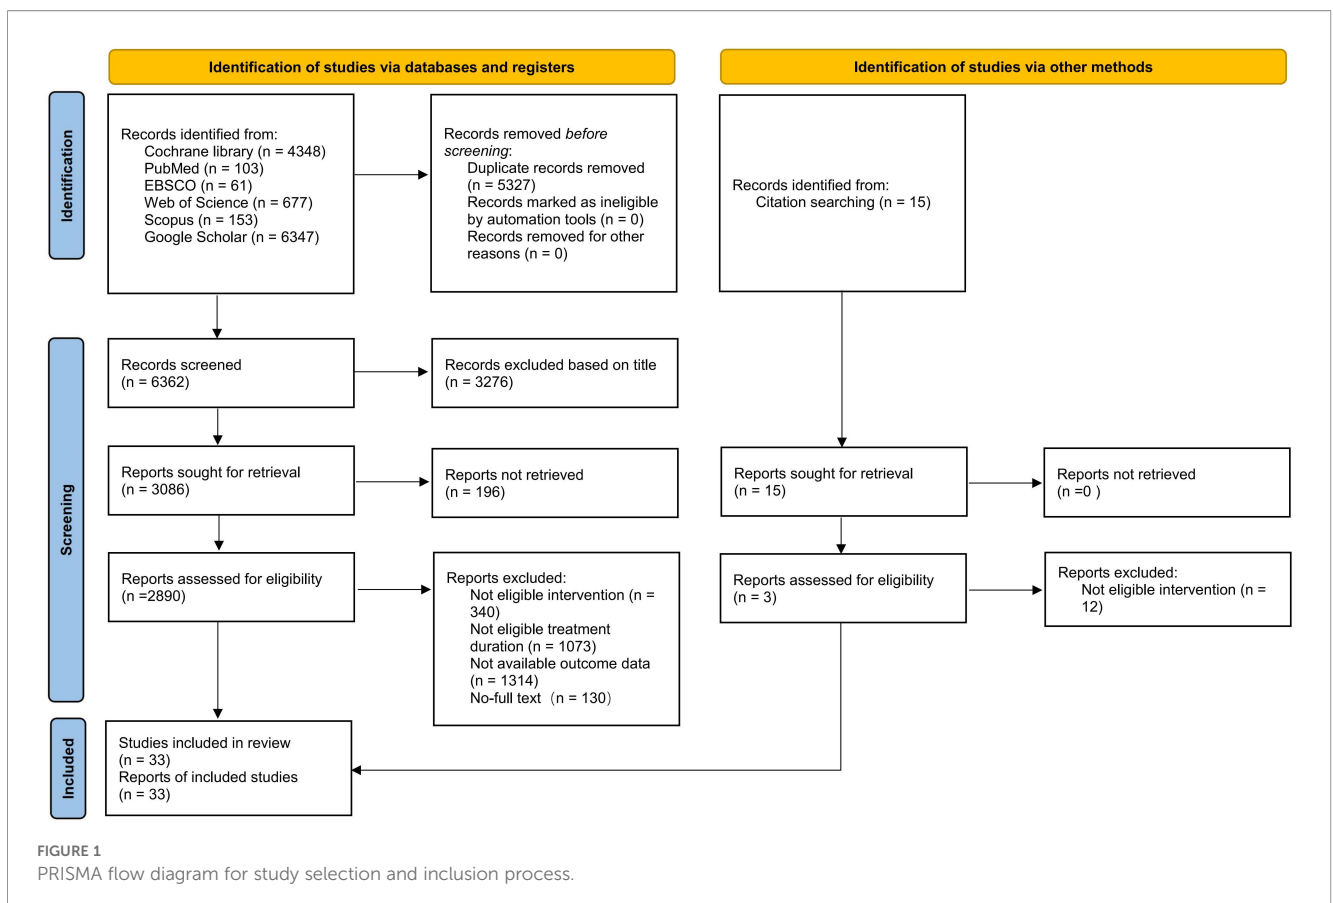 Identification of studies via databases and registers
Identification of studies via other methods
Identification
Records identified from:
Cochrane library (n = 4348)
PubMed (n = 103)
EBSCO (n = 61)
Web of Science (n = 677)
Scopus (n = 153)
Google Scholar (n = 6347)
Records removed before
screening:
Duplicate records removed
(n = 5327)
Records marked as ineligible
by automation tools (n = 0)
Records removed for other
reasons (n = 0)
Records identified from:
Citation searching (n = 15)
Screening
Records screened
(n = 6362)
Records excluded based on title
(n = 3276)
Reports sought for retrieval
(n = 3086)
Reports not retrieved
(n = 196)
Reports sought for retrieval
(n = 15)
Reports not retrieved
(n =0 )
Reports assessed for eligibility
(n =2890)
Reports excluded:
Not eligible intervention (n =
340)
Not eligible treatment
duration (n = 1073)
Not available outcome data
(n = 1314)
No-full text（n = 130）
Reports assessed for eligibility
(n = 3)
Reports excluded:
Not eligible intervention (n =
12)
Included
Studies included in review
(n = 33)
Reports of included studies
(n = 33)
FIGURE 1
PRISMA flow diagram for study selection and inclusion process.